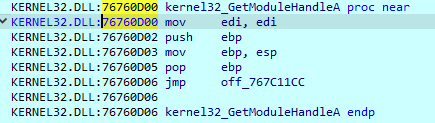 KERNEL32.DLL:76760D00 kernel32_GetModuleHandleA proc near
KERNEL32.DLL:76760D00 mov edi, edi
KERNEL32.DLL:76760D02 push ebp
KERNEL32.DLL:76760D03 mov ebp, esp
KERNEL32.DLL:76760D05 pop ebp
KERNEL32.DLL:76760D06 jmp off_767C11CC
KERNEL32.DLL:76760D06
KERNEL32.DLL:76760D06 kernel32_GetModuleHandleA endp